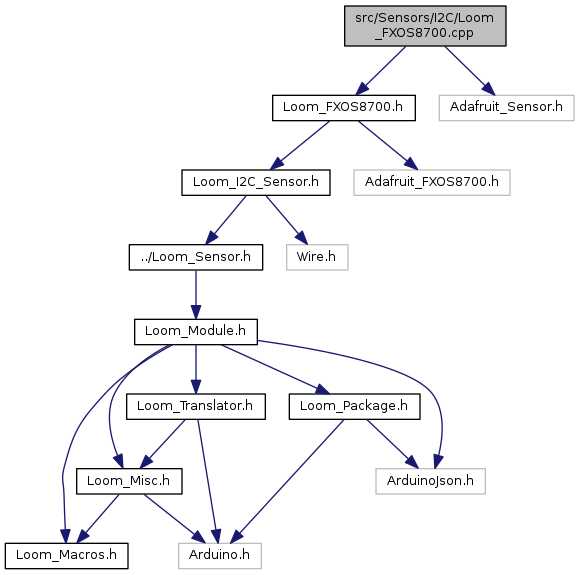 src/Sensors/I2C/Loom
_FXOS8700.cpp
Loom_FXOS8700.h
Adafruit_Sensor.h
Loom_I2C_Sensor.h
Adafruit_FXOS8700.h
../Loom_Sensor.h
Wire.h
Loom_Module.h
Loom_Translator.h
Loom_Package.h
Loom_Misc.h
ArduinoJson.h
Loom_Macros.h
Arduino.h